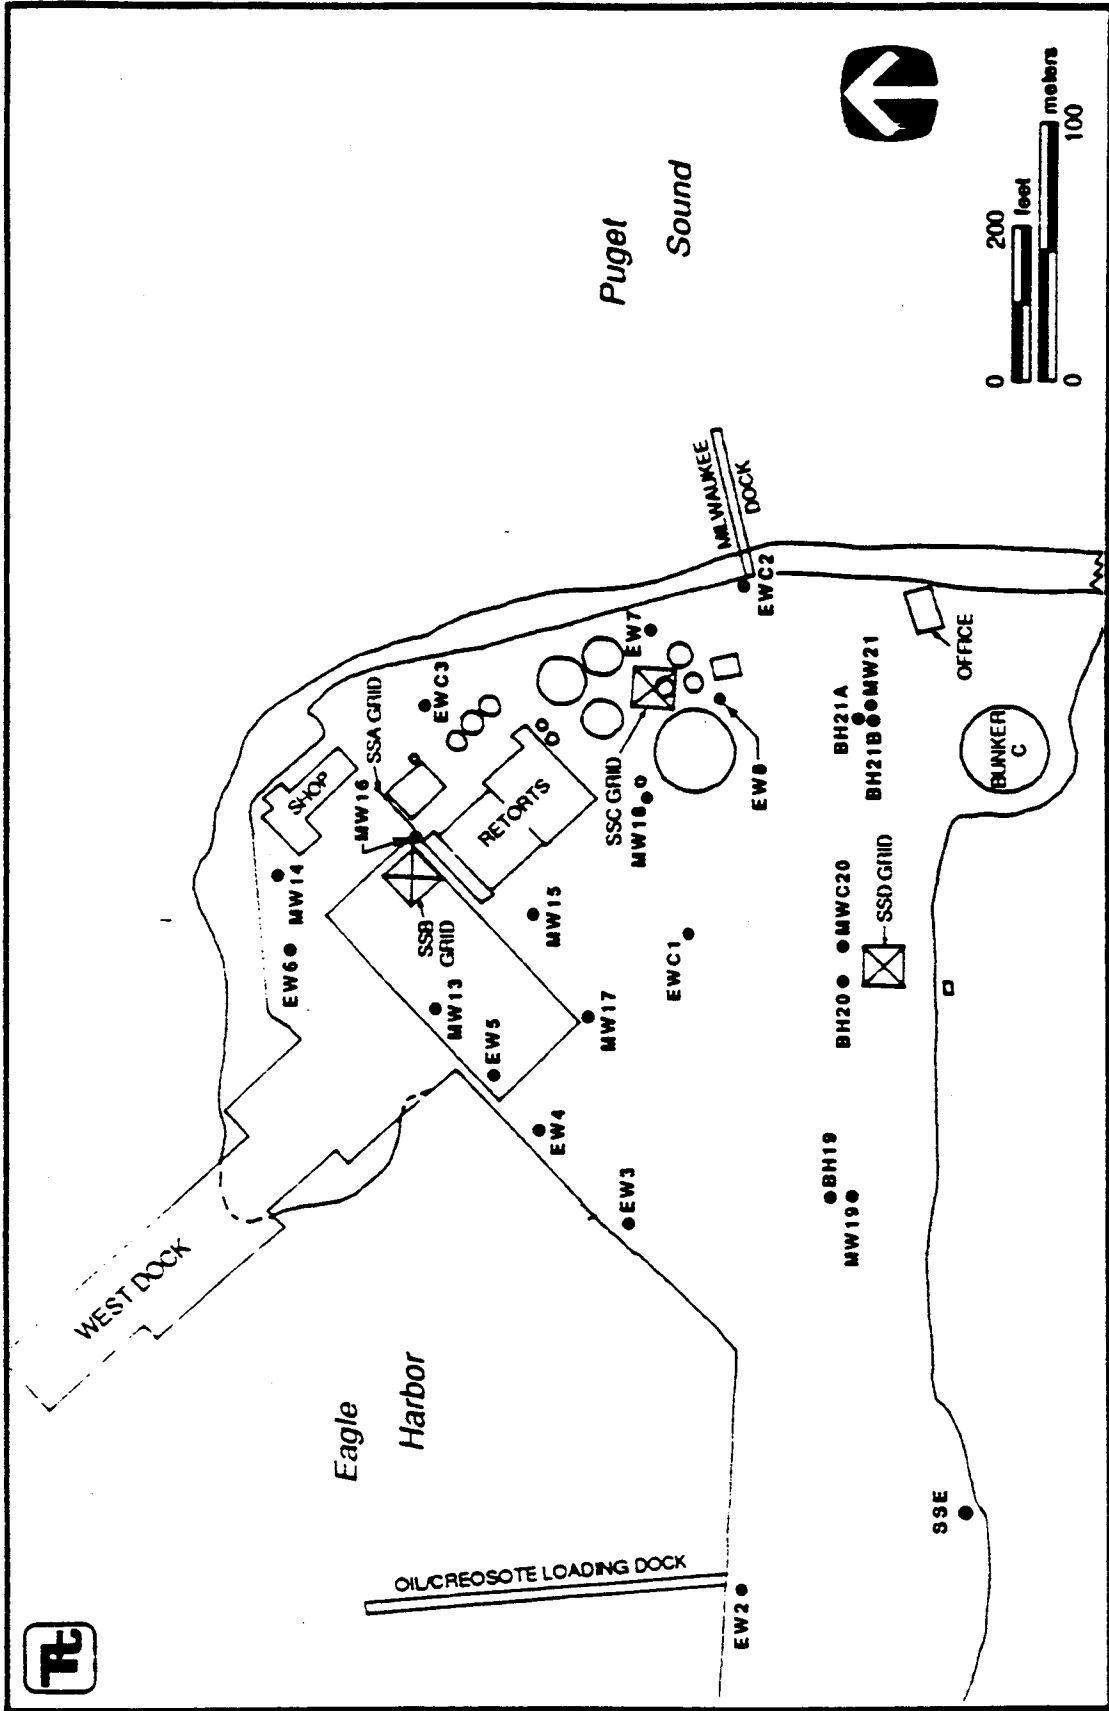 Eagle
Harbor
Puget
Sound
WEST DOCK
OIL/CREOSOTE LOADING DOCK
MILWAUKEE
DOCK
SHOP
RETORTS
OFFICE
BUNKER
C
SSA GRID
SSB
GRID
SSC GRID
SSD GRID
SSE
EW2
EW3
EW4
EW5
EW6
EW7
EW8
EWC1
EWC2
EWC3
MW13
MW14
MW15
MW16
MW17
MW18
MW19
BH19
BH20
MWC20
BH21A
BH21B
MW21
0 200
feet
meters
0 100